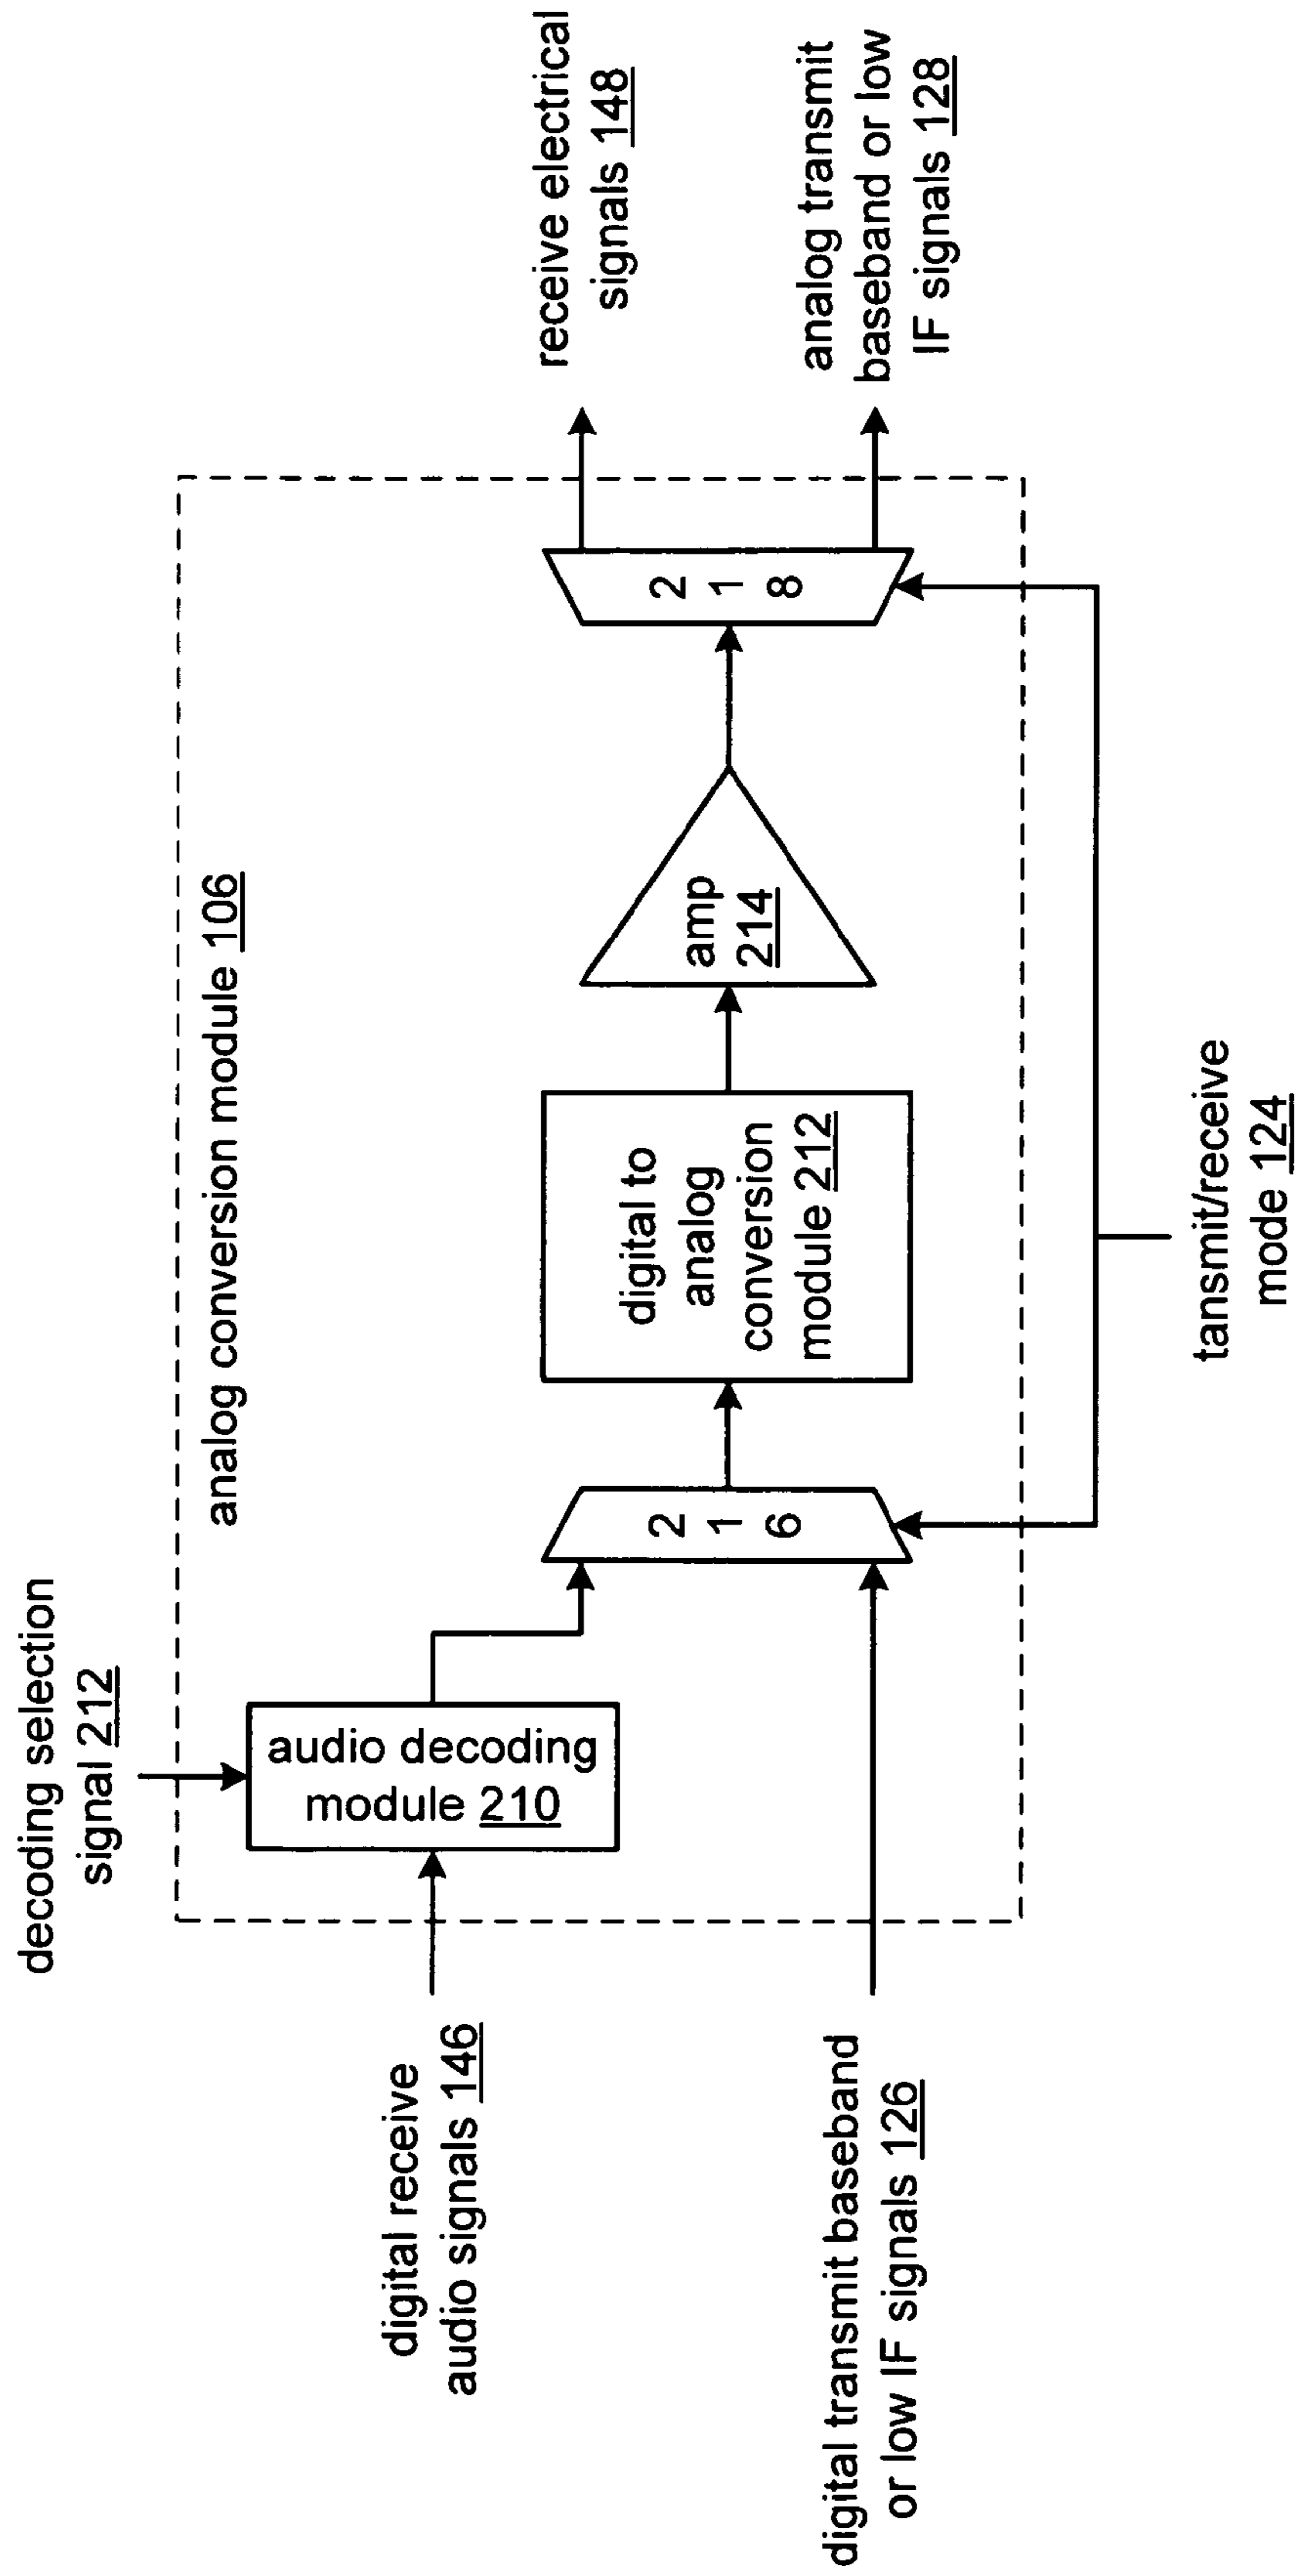 decoding selection
signal 212
analog conversion module 106
digital receive
audio signals 146
audio decoding
module 210
receive electrical
signals 148
2
1
6
digital to
analog
conversion
module 212
amp
214
2
1
8
digital transmit baseband
or low IF signals 126
analog transmit
baseband or low
IF signals 128
tansmit/receive
mode 124